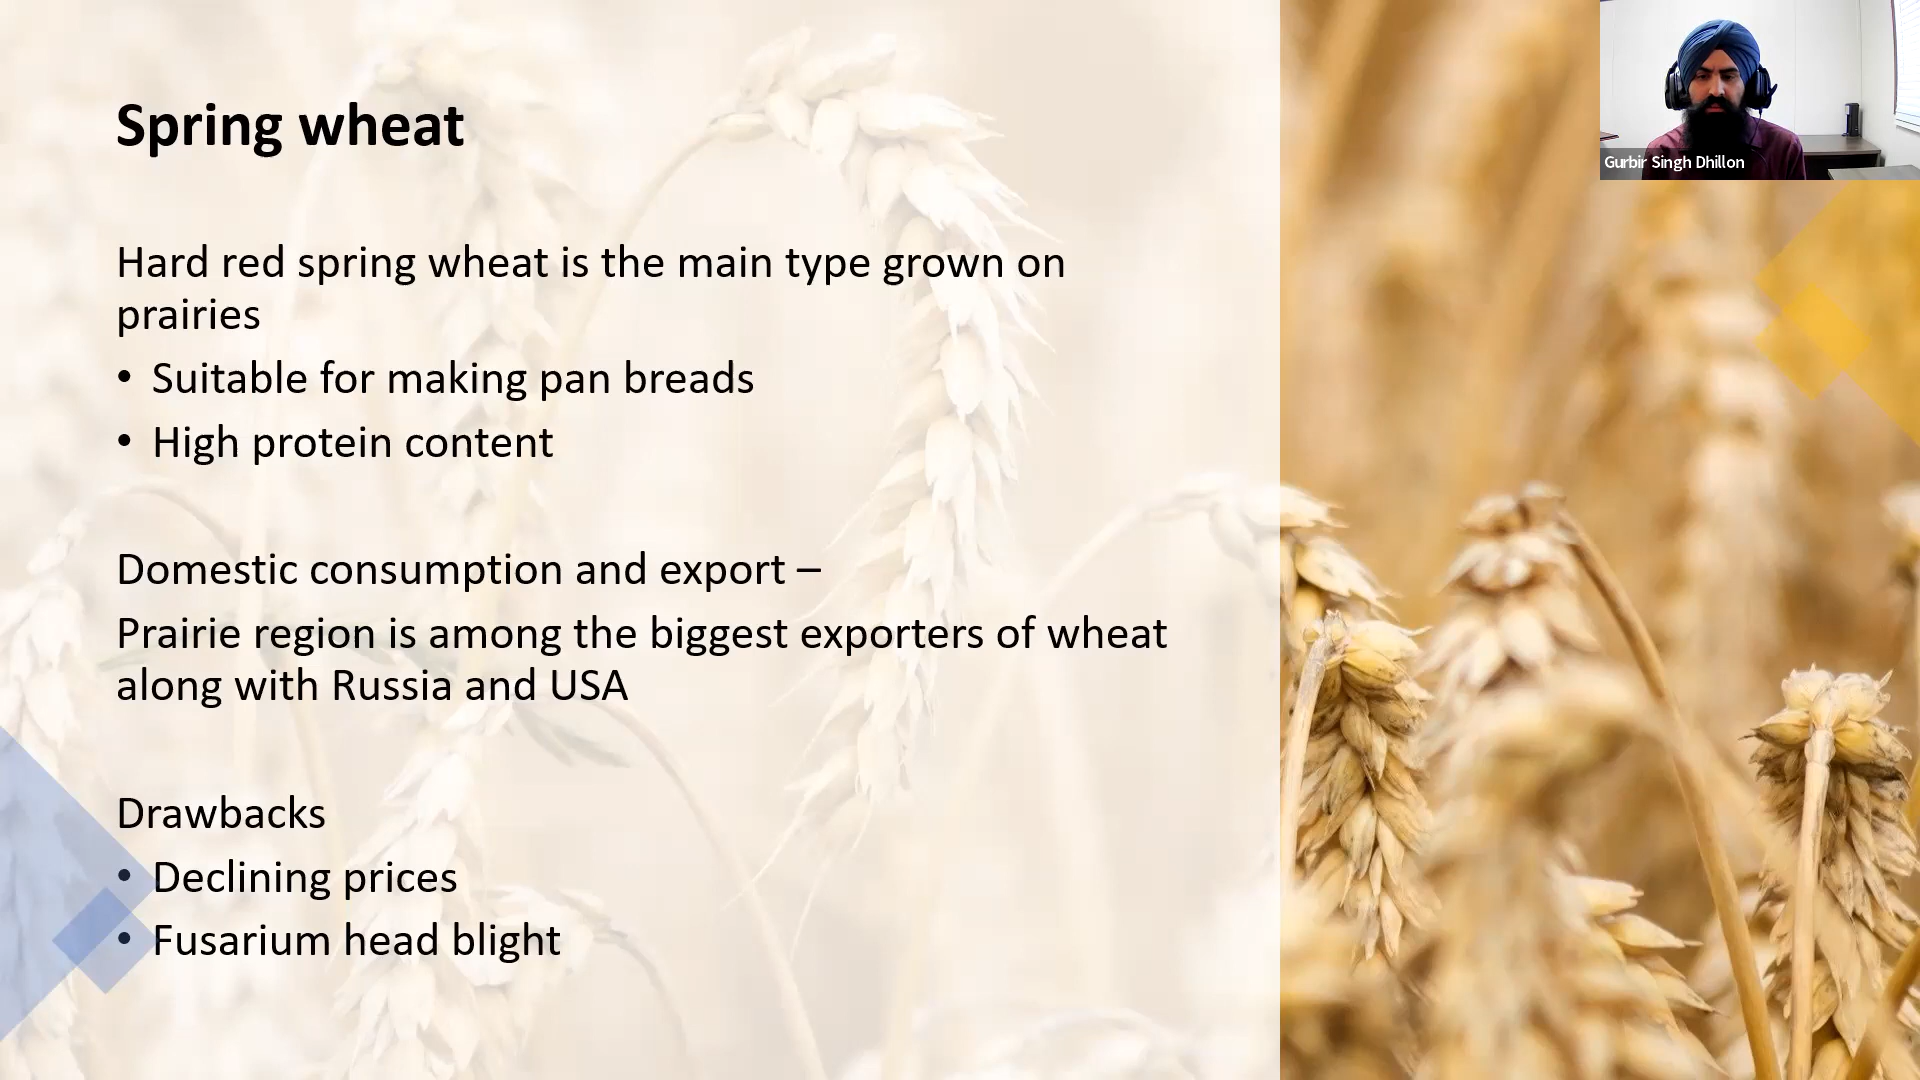 Spring wheat
Gurbir Singh Dhillon
Hard red spring wheat is the main type grown on
prairies
• Suitable for making pan breads
• High protein content
Domestic consumption and export –
Prairie region is among the biggest exporters of wheat
along with Russia and USA
Drawbacks
• Declining prices
• Fusarium head blight